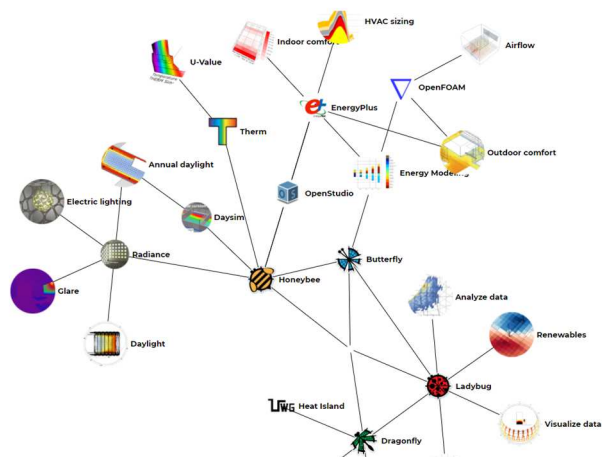 HVAC sizing
Indoor comfort
Airflow
U-Value
OpenFOAM
EnergyPlus
Therm
Outdoor comfort
Annual daylight
Energy Modeling
OpenStudio
Electric lighting
Daysim
Radiance
Butterfly
Honeybee
Glare
Analyze data
Renewables
Daylight
Ladybug
Heat Island
UWG
Visualize data
Dragonfly